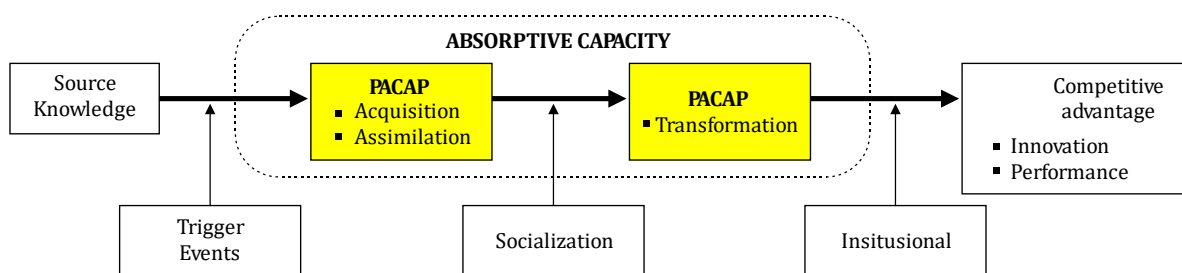 ABSORPTIVE CAPACITY
Source
Knowledge
PACAP
▪ Acquisition
▪ Assimilation
PACAP
▪ Transformation
Competitive
advantage
▪ Innovation
▪ Performance
Trigger
Events
Socialization
Insitusional